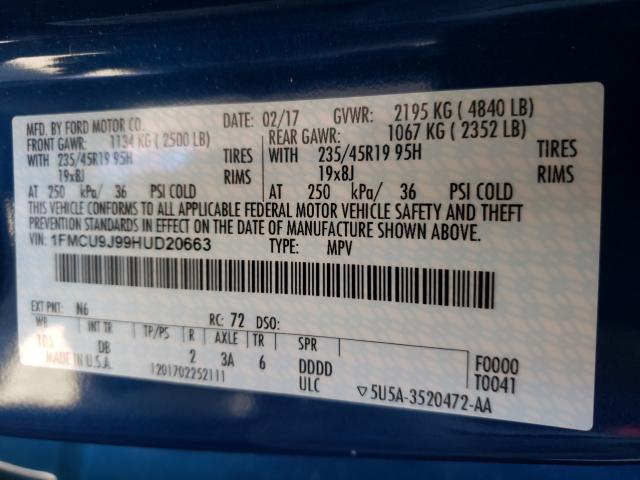 MFD. BY FORD MOTOR CO.
DATE: 02/17 GVWR: 2195 KG ( 4840 LB)
FRONT GAWR: 1134 KG ( 2500 LB)
REAR GAWR: 1067 KG ( 2352 LB)
WITH 235/45R19 95H TIRES
WITH 235/45R19 95H TIRES
19x8J RIMS
19x8J RIMS
AT 250 kPa/ 36 PSI COLD
AT 250 kPa/ 36 PSI COLD
THIS VEHICLE CONFORMS TO ALL APPLICABLE FEDERAL MOTOR VEHICLE SAFETY AND THEFT
PREVENTION STANDARDS IN EFFECT ON THE DATE OF MANUFACTURE SHOWN ABOVE.
VIN: 1FMCU9J99HUD20663 TYPE: MPV
EXT PNT: N6 RC: 72 DSO:
WB INT TR TP/PS R AXLE TR SPR
105 DB 2 3A 6 DDDD F0000
MADE IN U.S.A. 1201702252111 ULC T0041
▽5U5A-3520472-AA